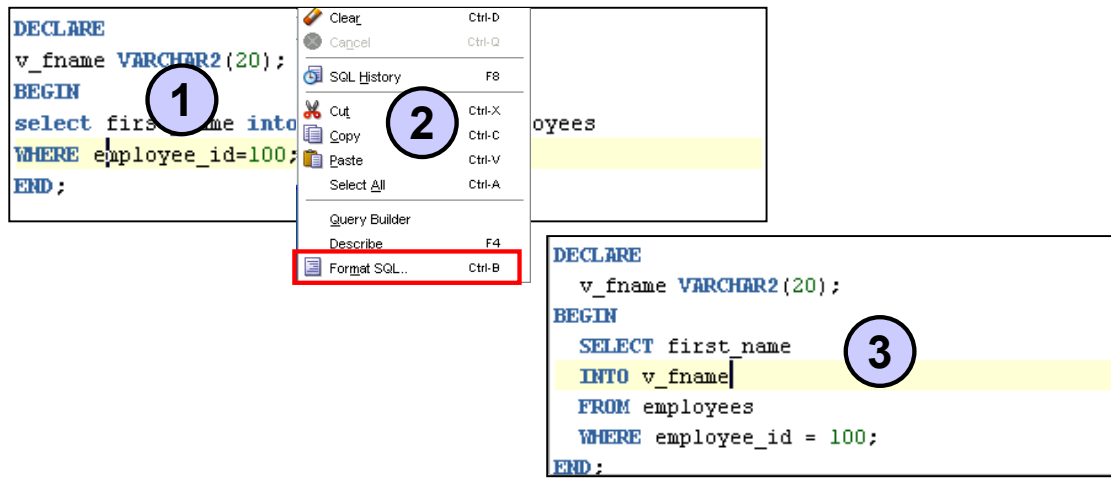 DECLARE
v_fname VARCHAR2(20);
BEGIN
select into oyees
WHERE employee_id=100;
END;
1
Clear Ctrl-D
Cancel Ctrl-Q
SQL History F8
Cut Ctrl-X
Copy Ctrl-C
Paste Ctrl-V
Select All Ctrl-A
Query Builder
Describe F4
Format SQL.. Ctrl-B
2
DECLARE
v_fname VARCHAR2(20);
BEGIN
SELECT first_name
INTO v_fname
FROM employees
WHERE employee_id = 100;
END;
3